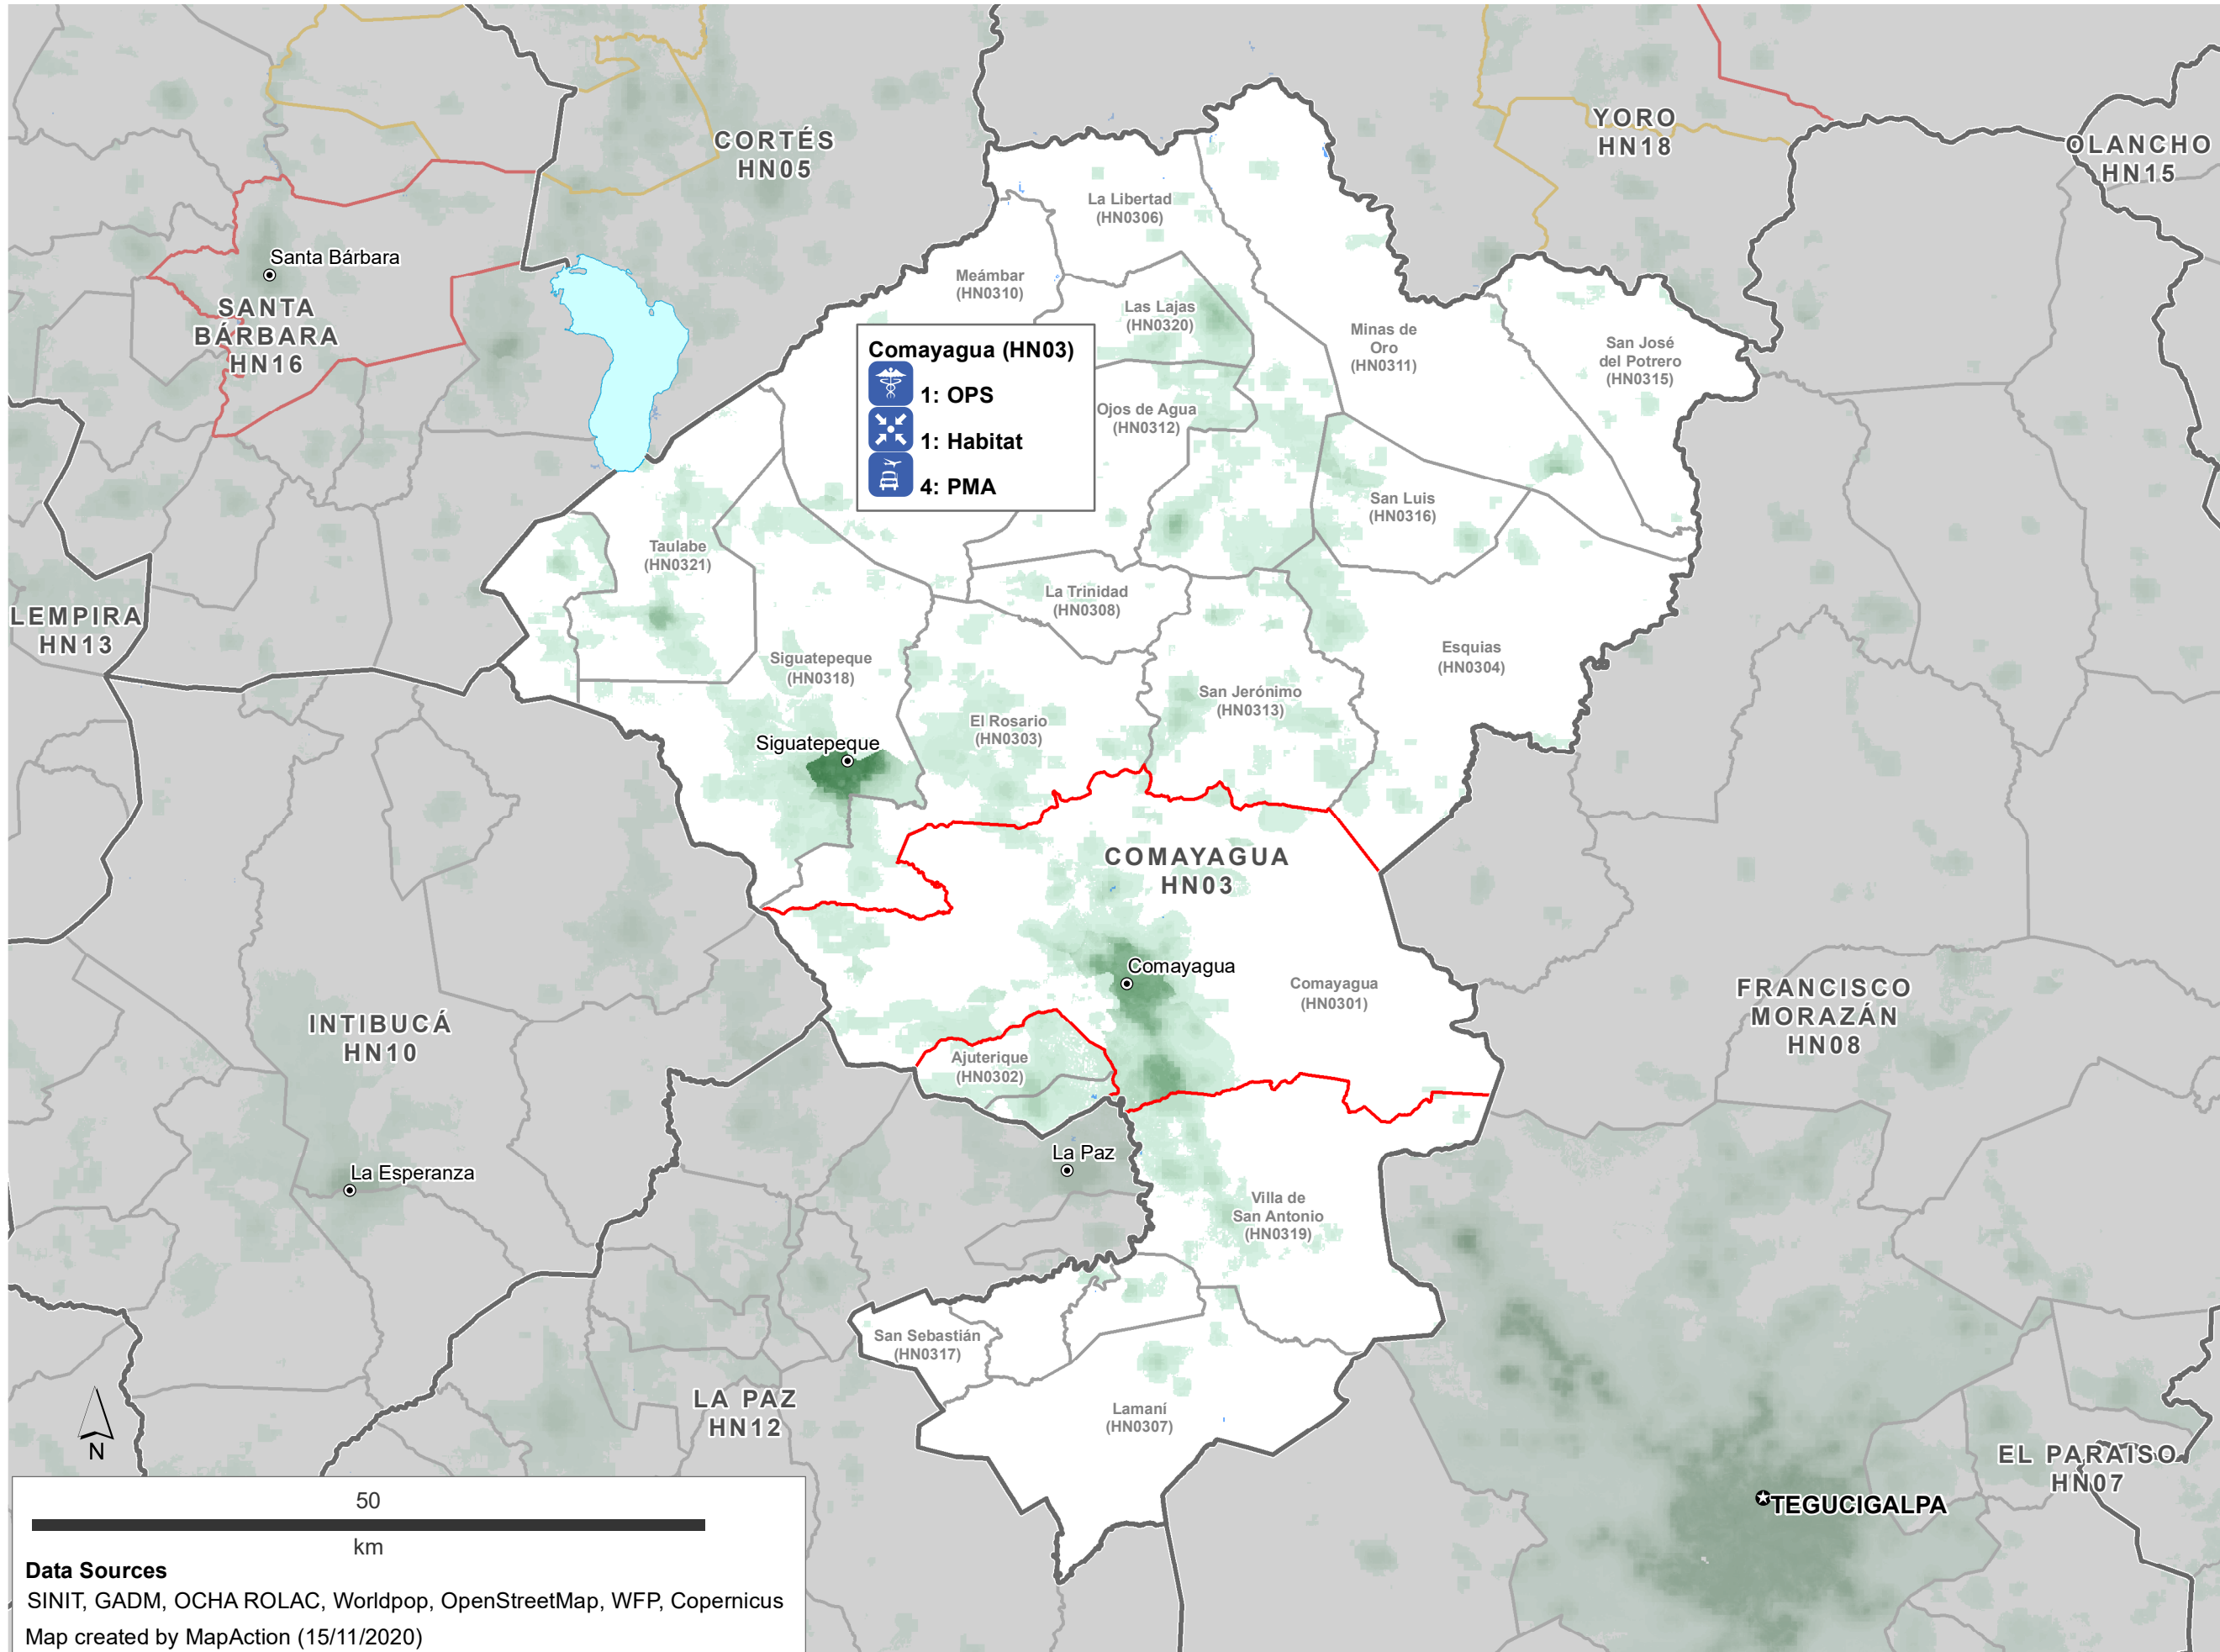 CORTÉS
HN05
YORO
HN18
OLANCHO
HN15
La Libertad
(HN0306)
Santa Bárbara
Meámbar
(HN0310)
SANTA
BÁRBARA
HN16
Las Lajas
(HN0320)
Minas de
Oro
(HN0311)
San José
del Potrero
(HN0315)
Comayagua (HN03)
1: OPS
1: Habitat
4: PMA
Ojos de Agua
(HN0312)
San Luis
(HN0316)
Taulabe
(HN0321)
La Trinidad
(HN0308)
LEMPIRA
HN13
Siguatepeque
(HN0318)
Esquias
(HN0304)
San Jerónimo
(HN0313)
El Rosario
(HN0303)
Siguatepeque
COMAYAGUA
HN03
Comayagua
Comayagua
(HN0301)
FRANCISCO
MORAZÁN
HN08
INTIBUCÁ
HN10
Ajuterique
(HN0302)
La Paz
La Esperanza
Villa de
San Antonio
(HN0319)
San Sebastián
(HN0317)
LA PAZ
HN12
Lamaní
(HN0307)
N
EL PARAISO
HN07
TEGUCIGALPA
50
km
Data Sources
SINIT, GADM, OCHA ROLAC, Worldpop, OpenStreetMap, WFP, Copernicus
Map created by MapAction (15/11/2020)